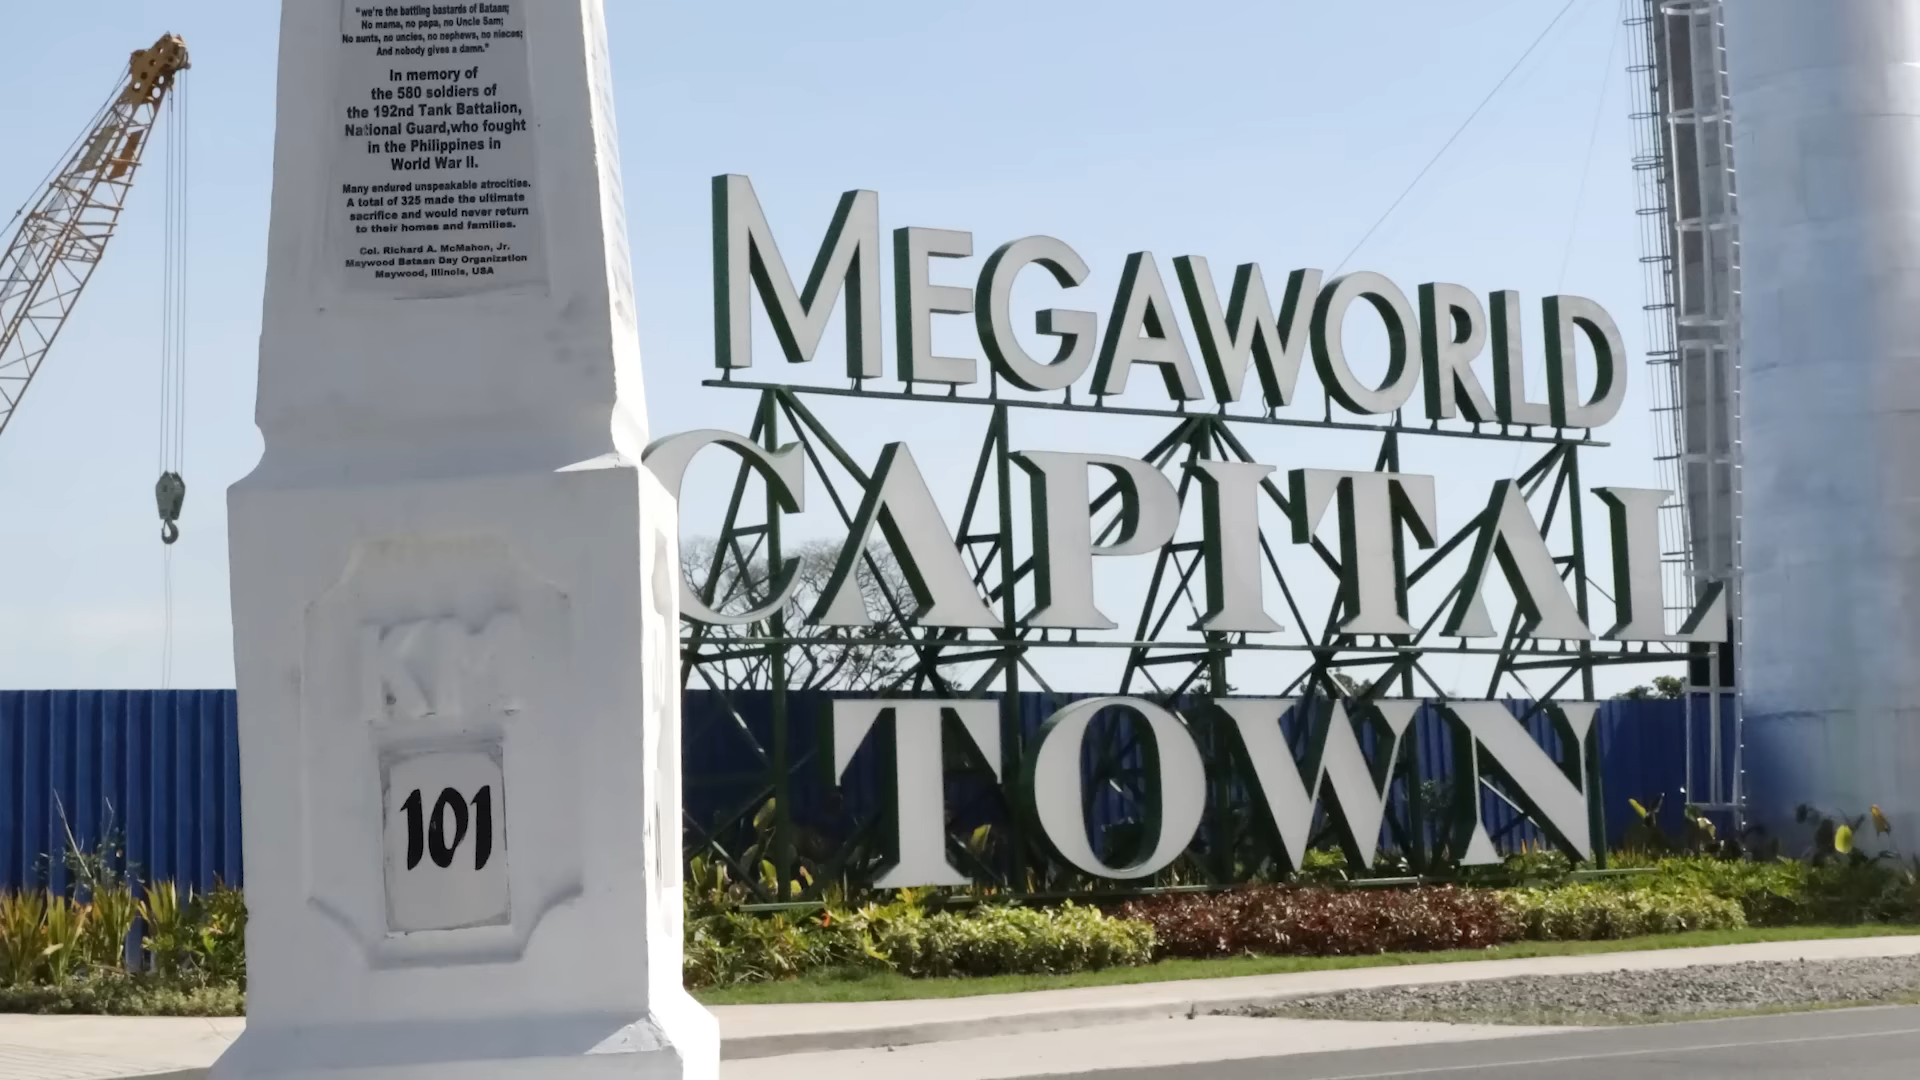 "we're the battling bastards of Bataan;
No mama, no papa, no Uncle Sam;
No aunts, no uncles, no nephews, no nieces;
And nobody gives a damn."
In memory of
the 580 soldiers of
the 192nd Tank Battalion,
National Guard,who fought
in the Philippines in
World War II.
Many endured unspeakable atrocities.
A total of 325 made the ultimate
sacrifice and would never return
to their homes and families.
Col. Richard A. McMahon, Jr.
Maywood Bataan Day Organization
Maywood, Illinois, USA
KM
101
MEGAWORLD
CAPITAL
TOWN